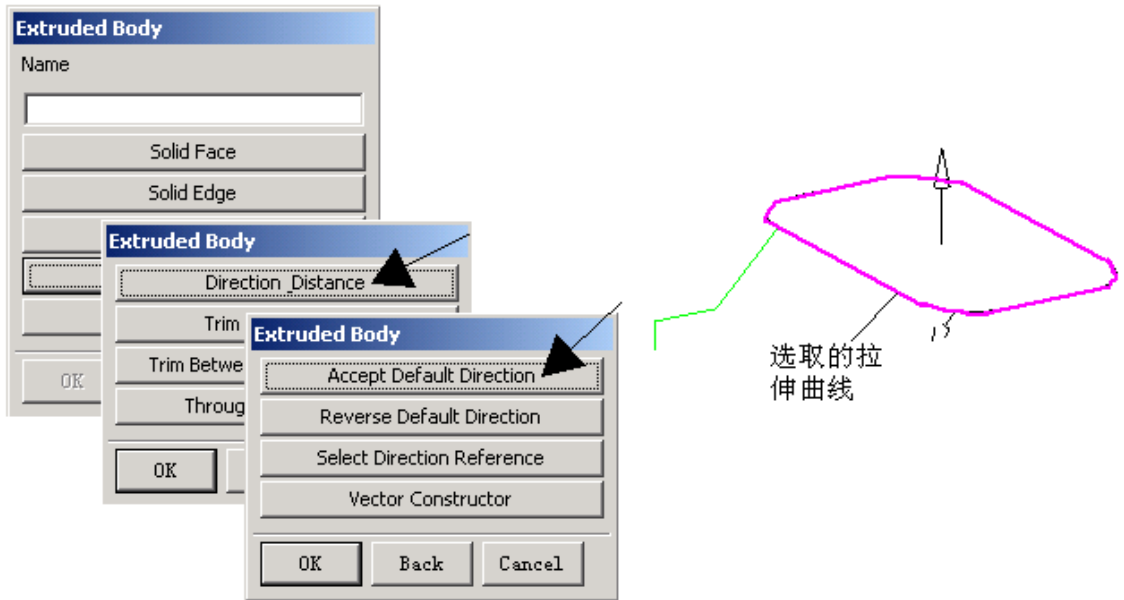 Extruded Body
Name
Solid Face
Solid Edge
OK
Extruded Body
Direction_Distance
Trim
Trim Betwe
Throug
OK
Extruded Body
Accept Default Direction
Reverse Default Direction
Select Direction Reference
Vector Constructor
OK
Back
Cancel
选取的拉
伸曲线